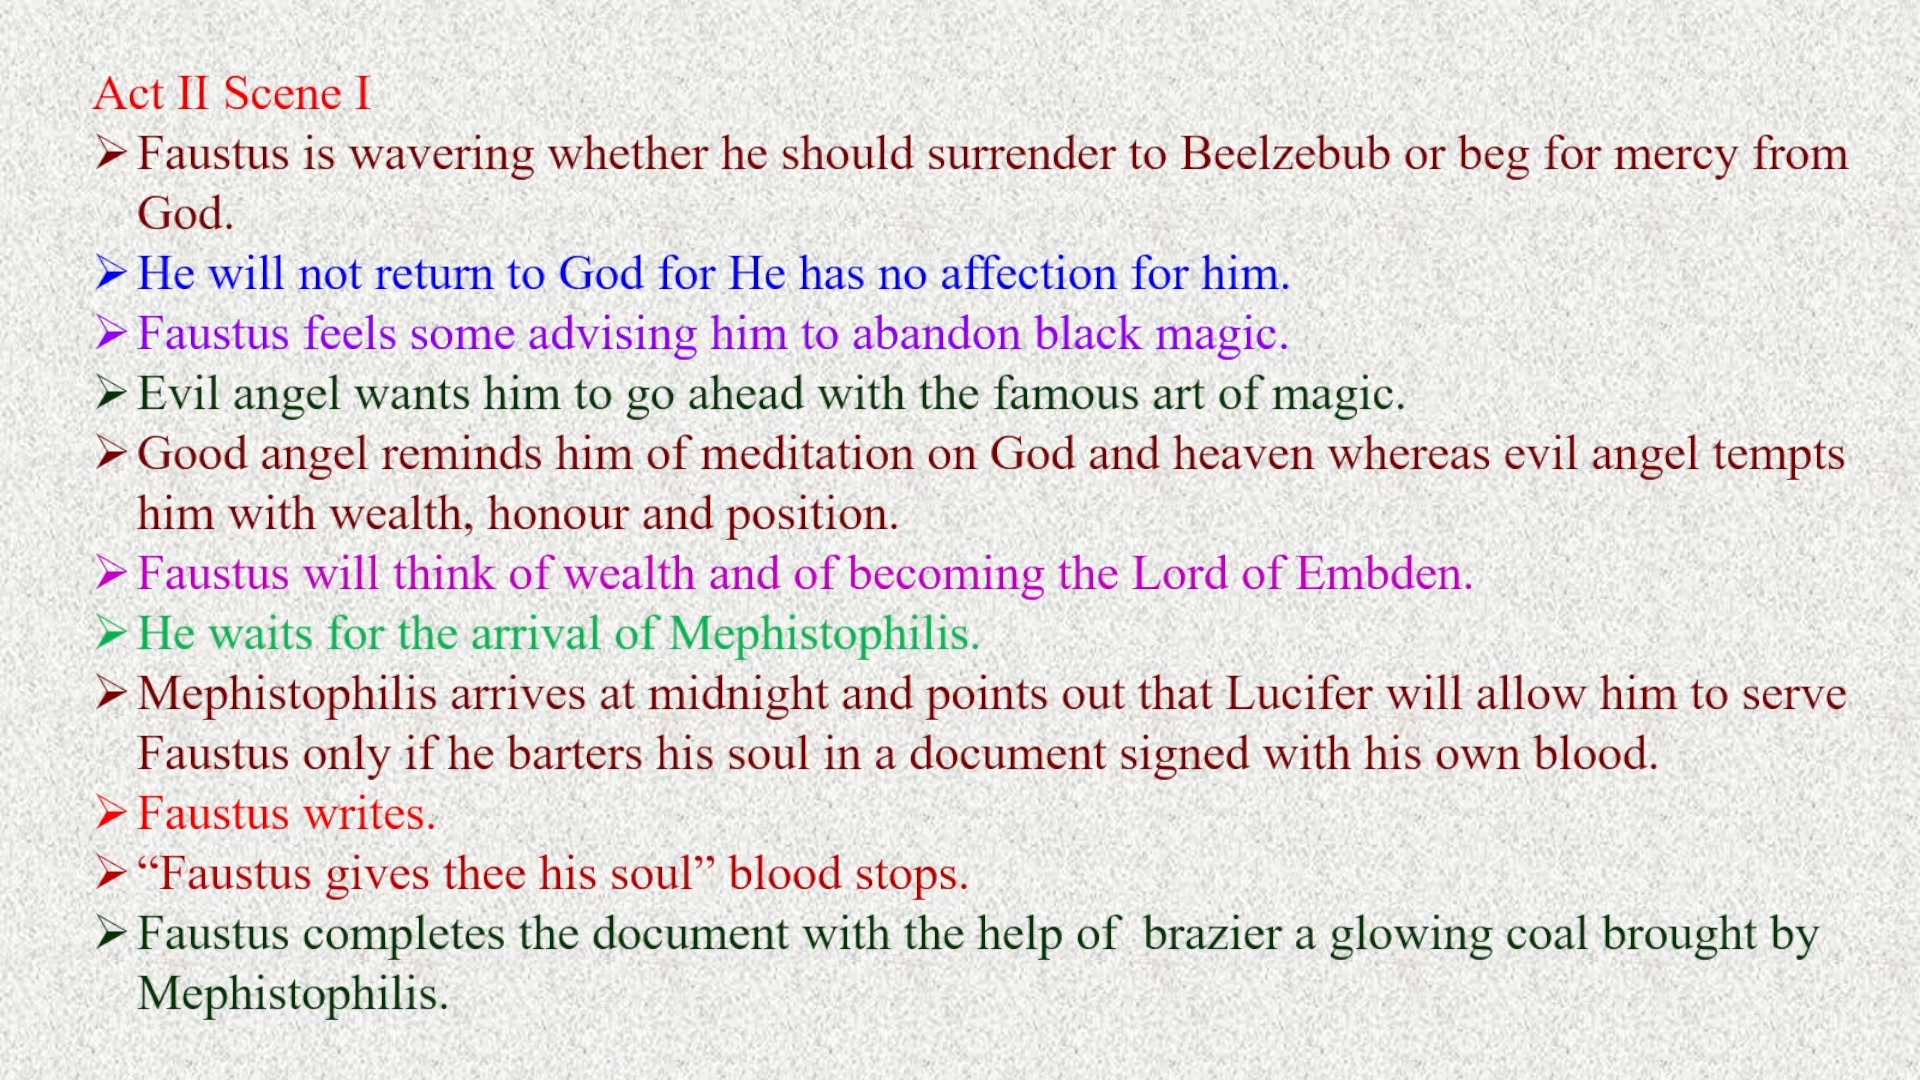 Act II Scene I
➢ Faustus is wavering whether he should surrender to Beelzebub or beg for mercy from
God.
➢ He will not return to God for He has no affection for him.
➢ Faustus feels some advising him to abandon black magic.
➢ Evil angel wants him to go ahead with the famous art of magic.
➢ Good angel reminds him of meditation on God and heaven whereas evil angel tempts
him with wealth, honour and position.
➢ Faustus will think of wealth and of becoming the Lord of Embden.
➢ He waits for the arrival of Mephistophilis.
➢ Mephistophilis arrives at midnight and points out that Lucifer will allow him to serve
Faustus only if he barters his soul in a document signed with his own blood.
➢ Faustus writes.
➢ “Faustus gives thee his soul” blood stops.
➢ Faustus completes the document with the help of  brazier a glowing coal brought by
Mephistophilis.